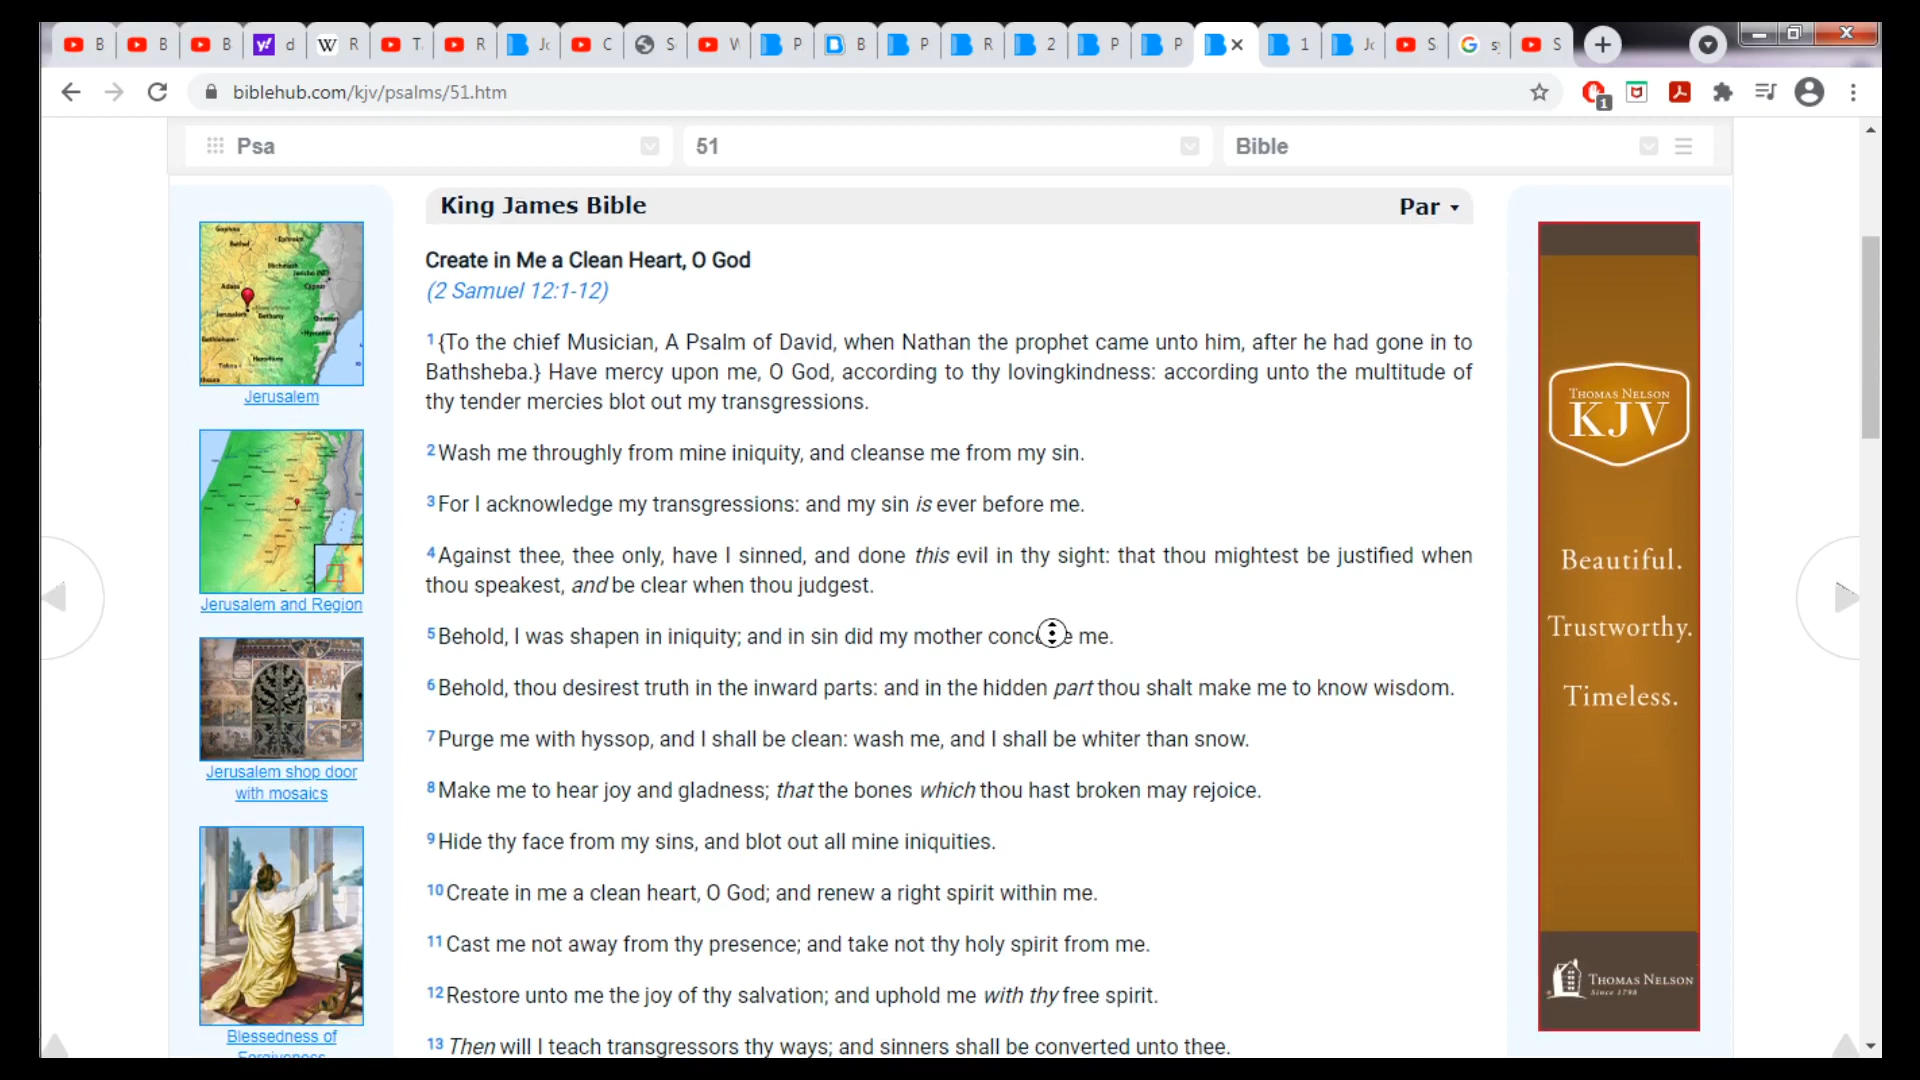 B
B
B
d
R
T
R
Jc
C
S
W
P
B
P
R
2
P
P
1
Jc
S
sy
S
biblehub.com/kjv/psalms/51.htm
1
Psa
51
Bible
King James Bible
Par
Create in Me a Clean Heart, O God
(2 Samuel 12:1-12)
1 {To the chief Musician, A Psalm of David, when Nathan the prophet came unto him, after he had gone in to
Bathsheba.} Have mercy upon me, O God, according to thy lovingkindness: according unto the multitude of
thy tender mercies blot out my transgressions.
2 Wash me throughly from mine iniquity, and cleanse me from my sin.
3 For I acknowledge my transgressions: and my sin is ever before me.
4 Against thee, thee only, have I sinned, and done this evil in thy sight: that thou mightest be justified when
thou speakest, and be clear when thou judgest.
5 Behold, I was shapen in iniquity; and in sin did my mother conceive me.
6 Behold, thou desirest truth in the inward parts: and in the hidden part thou shalt make me to know wisdom.
7 Purge me with hyssop, and I shall be clean: wash me, and I shall be whiter than snow.
8 Make me to hear joy and gladness; that the bones which thou hast broken may rejoice.
9 Hide thy face from my sins, and blot out all mine iniquities.
10 Create in me a clean heart, O God; and renew a right spirit within me.
11 Cast me not away from thy presence; and take not thy holy spirit from me.
12 Restore unto me the joy of thy salvation; and uphold me with thy free spirit.
13 Then will I teach transgressors thy ways; and sinners shall be converted unto thee.
Jerusalem
Jerusalem and Region
Jerusalem shop door
with mosaics
Blessedness of
Forgiveness
THOMAS NELSON
KJV
Beautiful.
Trustworthy.
Timeless.
THOMAS NELSON
Since 1798